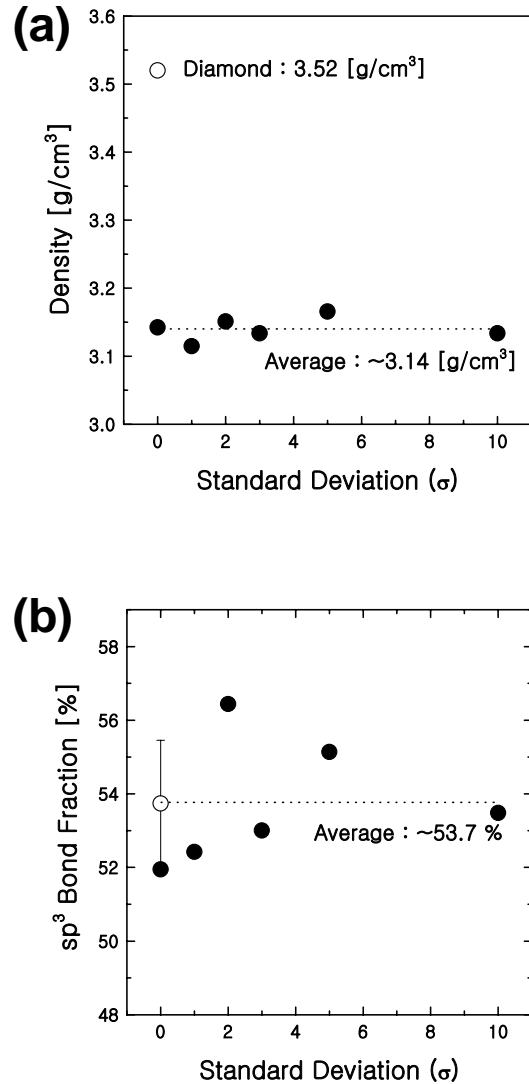 (a)
3.6
3.5
3.4
3.3
3.2
3.1
3.0
Density [g/cm³]
Diamond : 3.52 [g/cm³]
Average : ~3.14 [g/cm³]
0 2 4 6 8 10
Standard Deviation (σ)
(b)
58
56
54
52
50
48
sp³ Bond Fraction [%]
Average : ~53.7 %
0 2 4 6 8 10
Standard Deviation (σ)